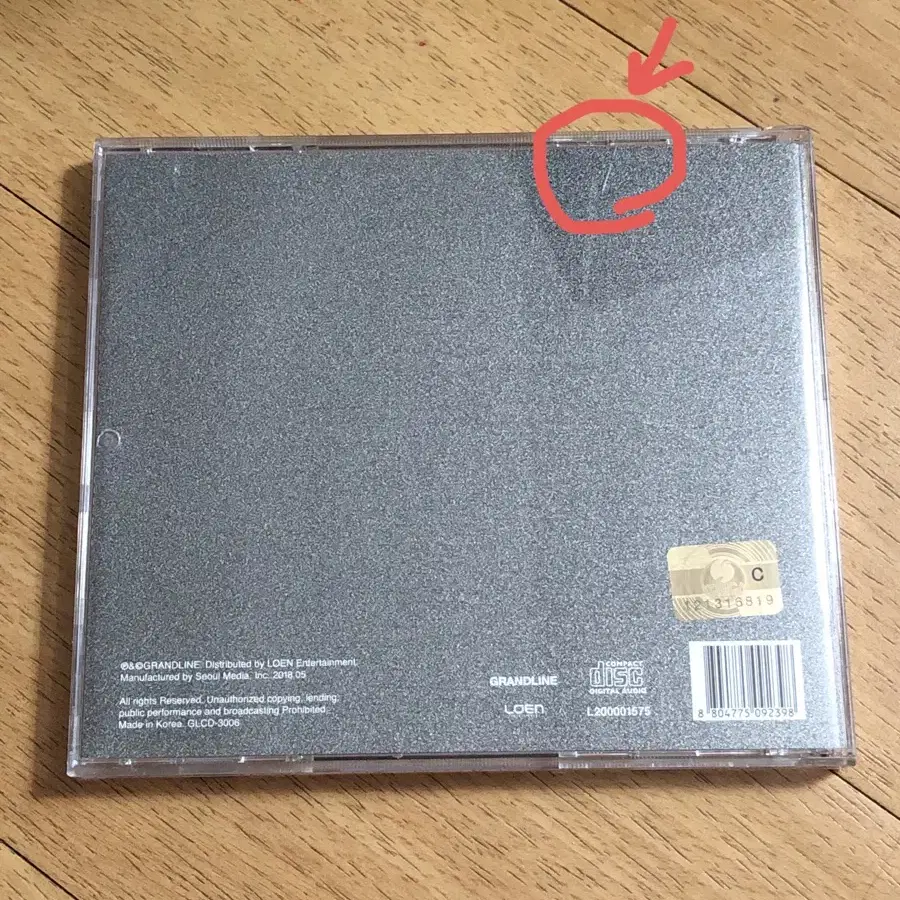 C
121316819
℗&©GRANDLINE. Distributed by LOEN Entertainment.
Manufactured by Seoul Media, Inc. 2018.05
All rights Reserved. Unauthorized copying, lending,
public performance and broadcasting Prohibited.
Made in Korea. GLCD-3006
GRANDLINE
LOEN
COMPACT
disc
DIGITAL AUDIO
L200001575
8 804775 092398